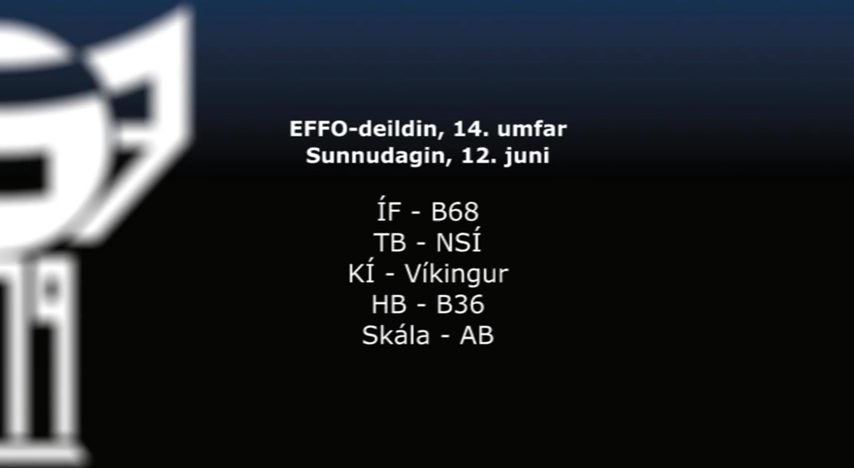 EFFO-deildin, 14. umfar
Sunnudagin, 12. juni
ÍF - B68
TB - NSÍ
KÍ - Víkingur
HB - B36
Skála - AB